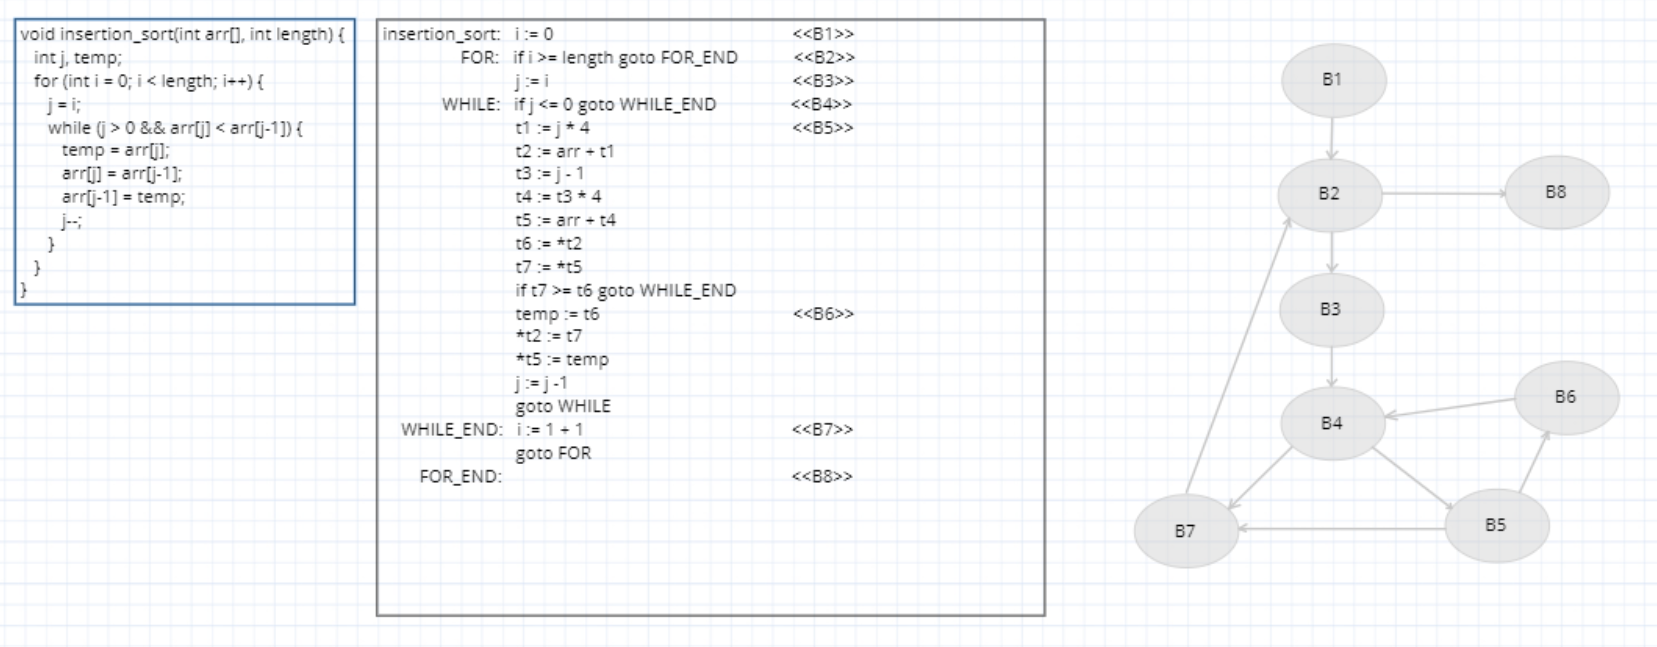 void insertion_sort(int arr[], int length) {
int j, temp;
for (int i = 0; i < length; i++) {
j = i;
while (j > 0 && arr[j] < arr[j-1]) {
temp = arr[j];
arr[j] = arr[j-1];
arr[j-1] = temp;
j--;
}
}
}
insertion_sort: i := 0 <<B1>>
FOR: if i >= length goto FOR_END <<B2>>
j := i <<B3>>
WHILE: if j <= 0 goto WHILE_END <<B4>>
t1 := j * 4 <<B5>>
t2 := arr + t1
t3 := j - 1
t4 := t3 * 4
t5 := arr + t4
t6 := *t2
t7 := *t5
if t7 >= t6 goto WHILE_END
temp := t6 <<B6>>
*t2 := t7
*t5 := temp
j := j -1
goto WHILE
WHILE_END: i := 1 + 1 <<B7>>
goto FOR
FOR_END: <<B8>>
B1
B2
B8
B3
B6
B4
B5
B7